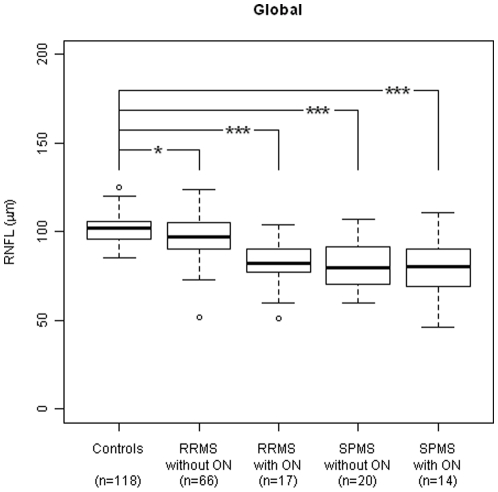 Global
200
150
100
50
0
RNFL (μm)
***
***
***
*
Controls
(n=118)
RRMS
without ON
(n=66)
RRMS
with ON
(n=17)
SPMS
without ON
(n=20)
SPMS
with ON
(n=14)